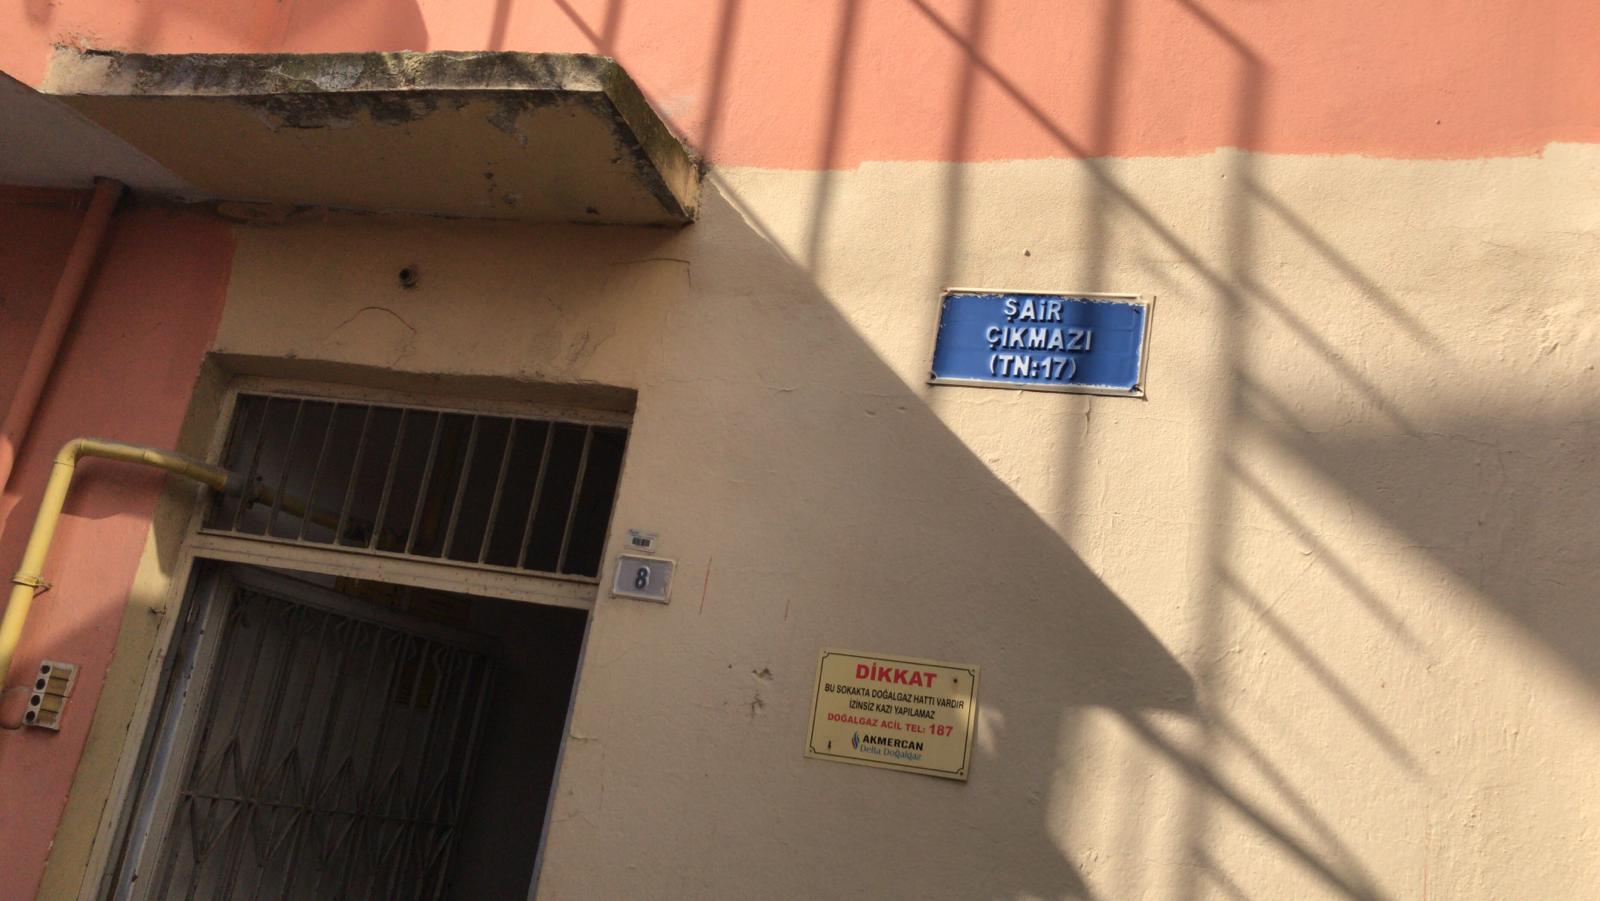 ŞAiR
ÇIKMAZI
(TN:17)
8
DİKKAT
BU SOKAKTA DOĞALGAZ HATTI VARDIR
İZİNSİZ KAZI YAPILAMAZ
DOĞALGAZ ACİL TEL: 187
AKMERCAN
Delta Doğalgaz